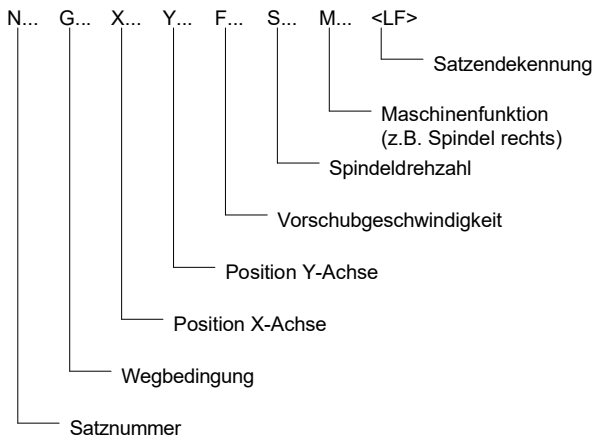 N... G... X... Y... F... S... M... <LF>
Satzendekennung
Maschinenfunktion
(z.B. Spindel rechts)
Spindeldrehzahl
Vorschubgeschwindigkeit
Position Y-Achse
Position X-Achse
Wegbedingung
Satznummer